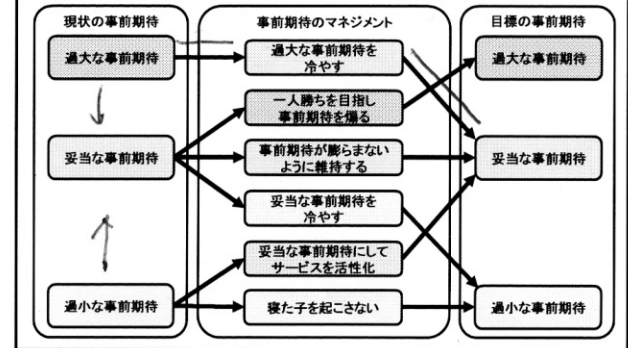 現状の事前期待
過大な事前期待
妥当な事前期待
過小な事前期待
事前期待のマネジメント
過大な事前期待を
冷やす
一人勝ちを目指し
事前期待を煽る
事前期待が膨らまない
ように維持する
妥当な事前期待を
冷やす
妥当な事前期待にして
サービスを活性化
寝た子を起こさない
目標の事前期待
過大な事前期待
妥当な事前期待
過小な事前期待